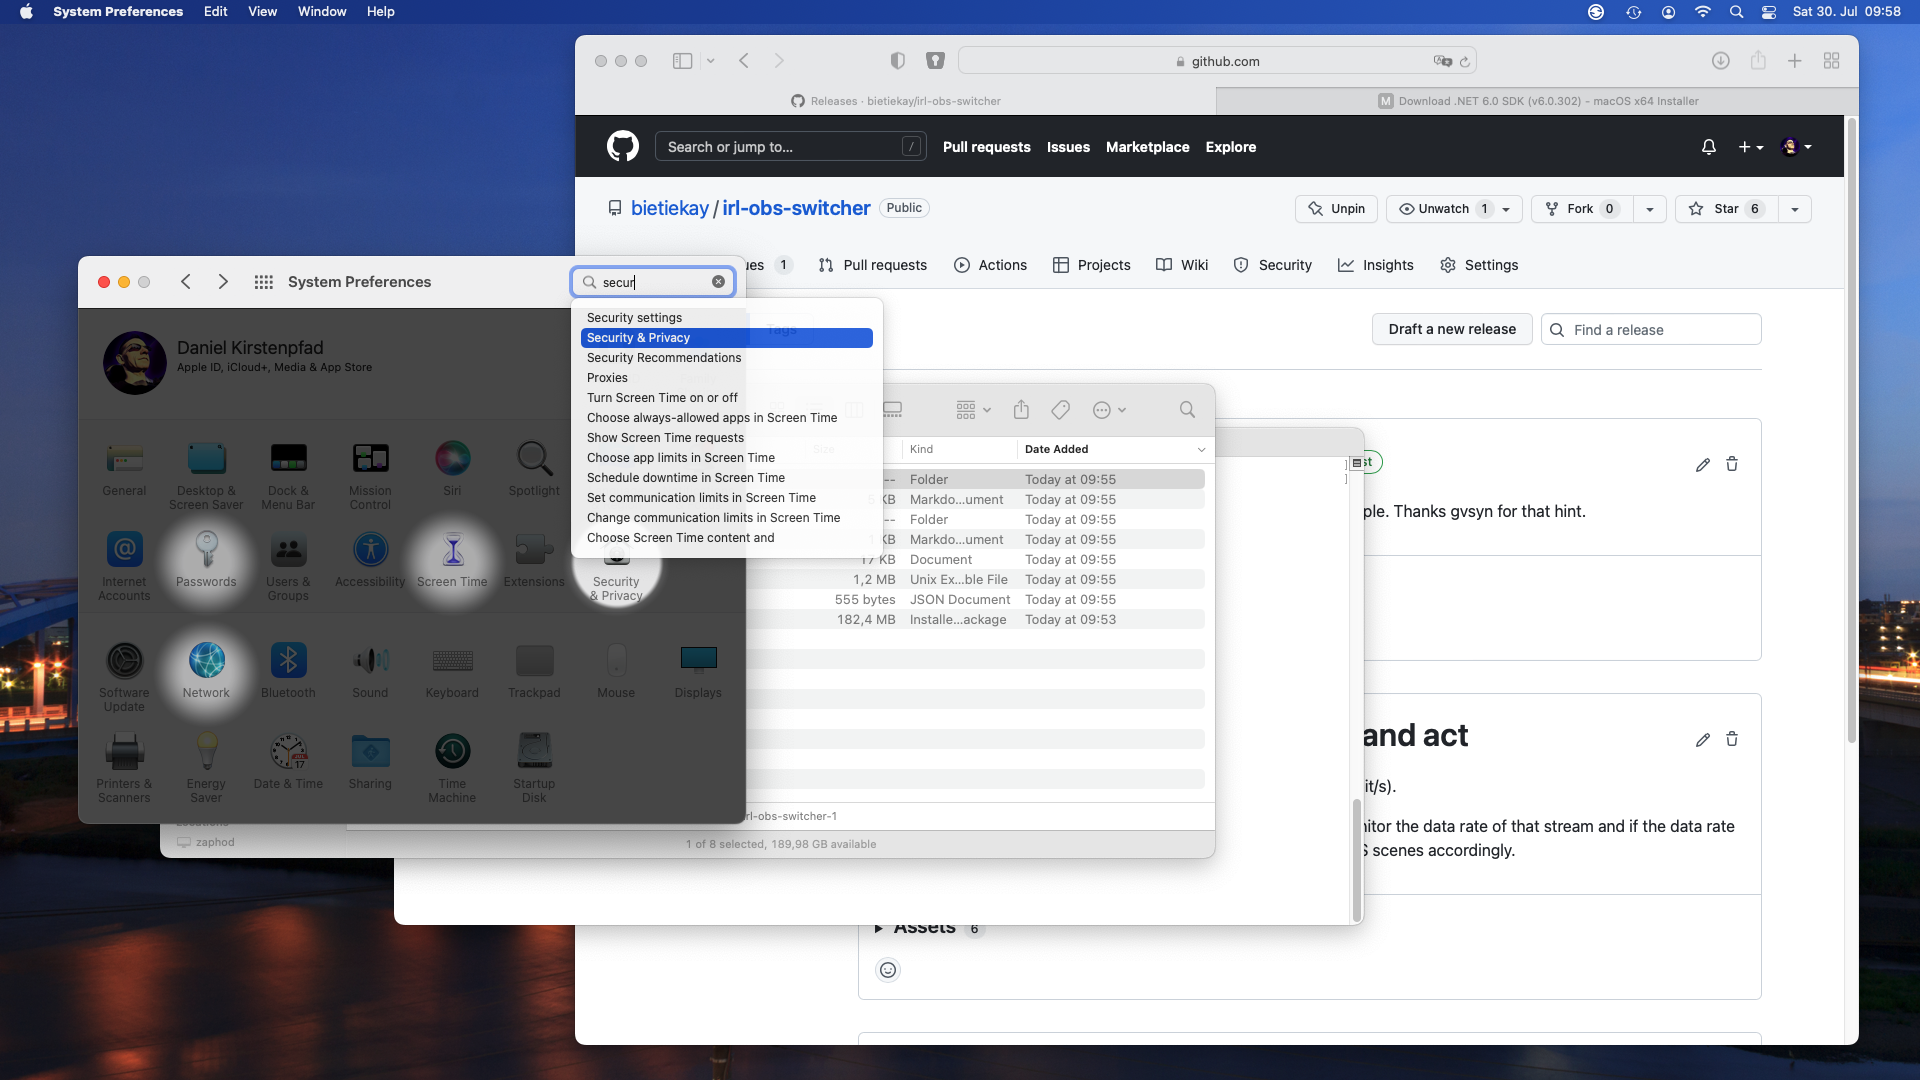 System Preferences Edit View Window Help
Sat 30. Jul 09:58
github.com
Releases · bietiekay/irl-obs-switcher
M Download .NET 6.0 SDK (v6.0.302) - macOS x64 Installer
Search or jump to… / Pull requests Issues Marketplace Explore
bietiekay / irl-obs-switcher Public
Unpin Unwatch 1 Fork 0 Star 6
ues 1 Pull requests Actions Projects Wiki Security Insights Settings
Tags
Draft a new release
Find a release
System Preferences
secur
Security settings
Security & Privacy
Security Recommendations
Proxies
Turn Screen Time on or off
Choose always-allowed apps in Screen Time
Show Screen Time requests
Choose app limits in Screen Time
Schedule downtime in Screen Time
Set communication limits in Screen Time
Change communication limits in Screen Time
Choose Screen Time content and
Daniel Kirstenpfad
Apple ID, iCloud+, Media & App Store
General
Desktop &
Screen Saver
Dock &
Menu Bar
Mission
Control
Siri
Spotlight
Internet
Accounts
Passwords
Users &
Groups
Accessibility
Screen Time
Extensions
Security
& Privacy
Software
Update
Network
Bluetooth
Sound
Keyboard
Trackpad
Mouse
Displays
Printers &
Scanners
Energy
Saver
Date & Time
Sharing
Time
Machine
Startup
Disk
Size Kind Date Added
-- Folder Today at 09:55
5 KB Markdo...ument Today at 09:55
-- Folder Today at 09:55
KB Markdo...ument Today at 09:55
17 KB Document Today at 09:55
1,2 MB Unix Ex...ble File Today at 09:55
555 bytes JSON Document Today at 09:55
182,4 MB Installe...ackage Today at 09:53
rl-obs-switcher-1
zaphod
1 of 8 selected, 189,98 GB available
st
ple. Thanks gvsyn for that hint.
and act
it/s).
itor the data rate of that stream and if the data rate
S scenes accordingly.
Assets 6